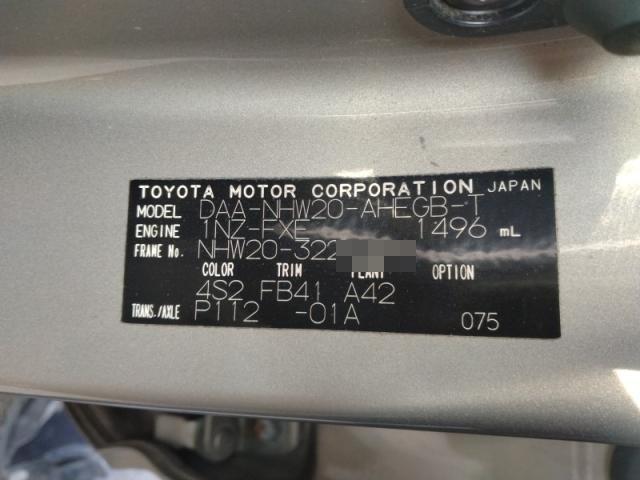 TOYOTA MOTOR CORPORATION JAPAN
MODEL DAA-NHW20-AHEGB-T
ENGINE 1NZ-FXE 1496 mL
FRAME No. NHW20-322
COLOR TRIM PLANT OPTION
4S2 FB41 A42
TRANS./AXLE P112 -01A 075